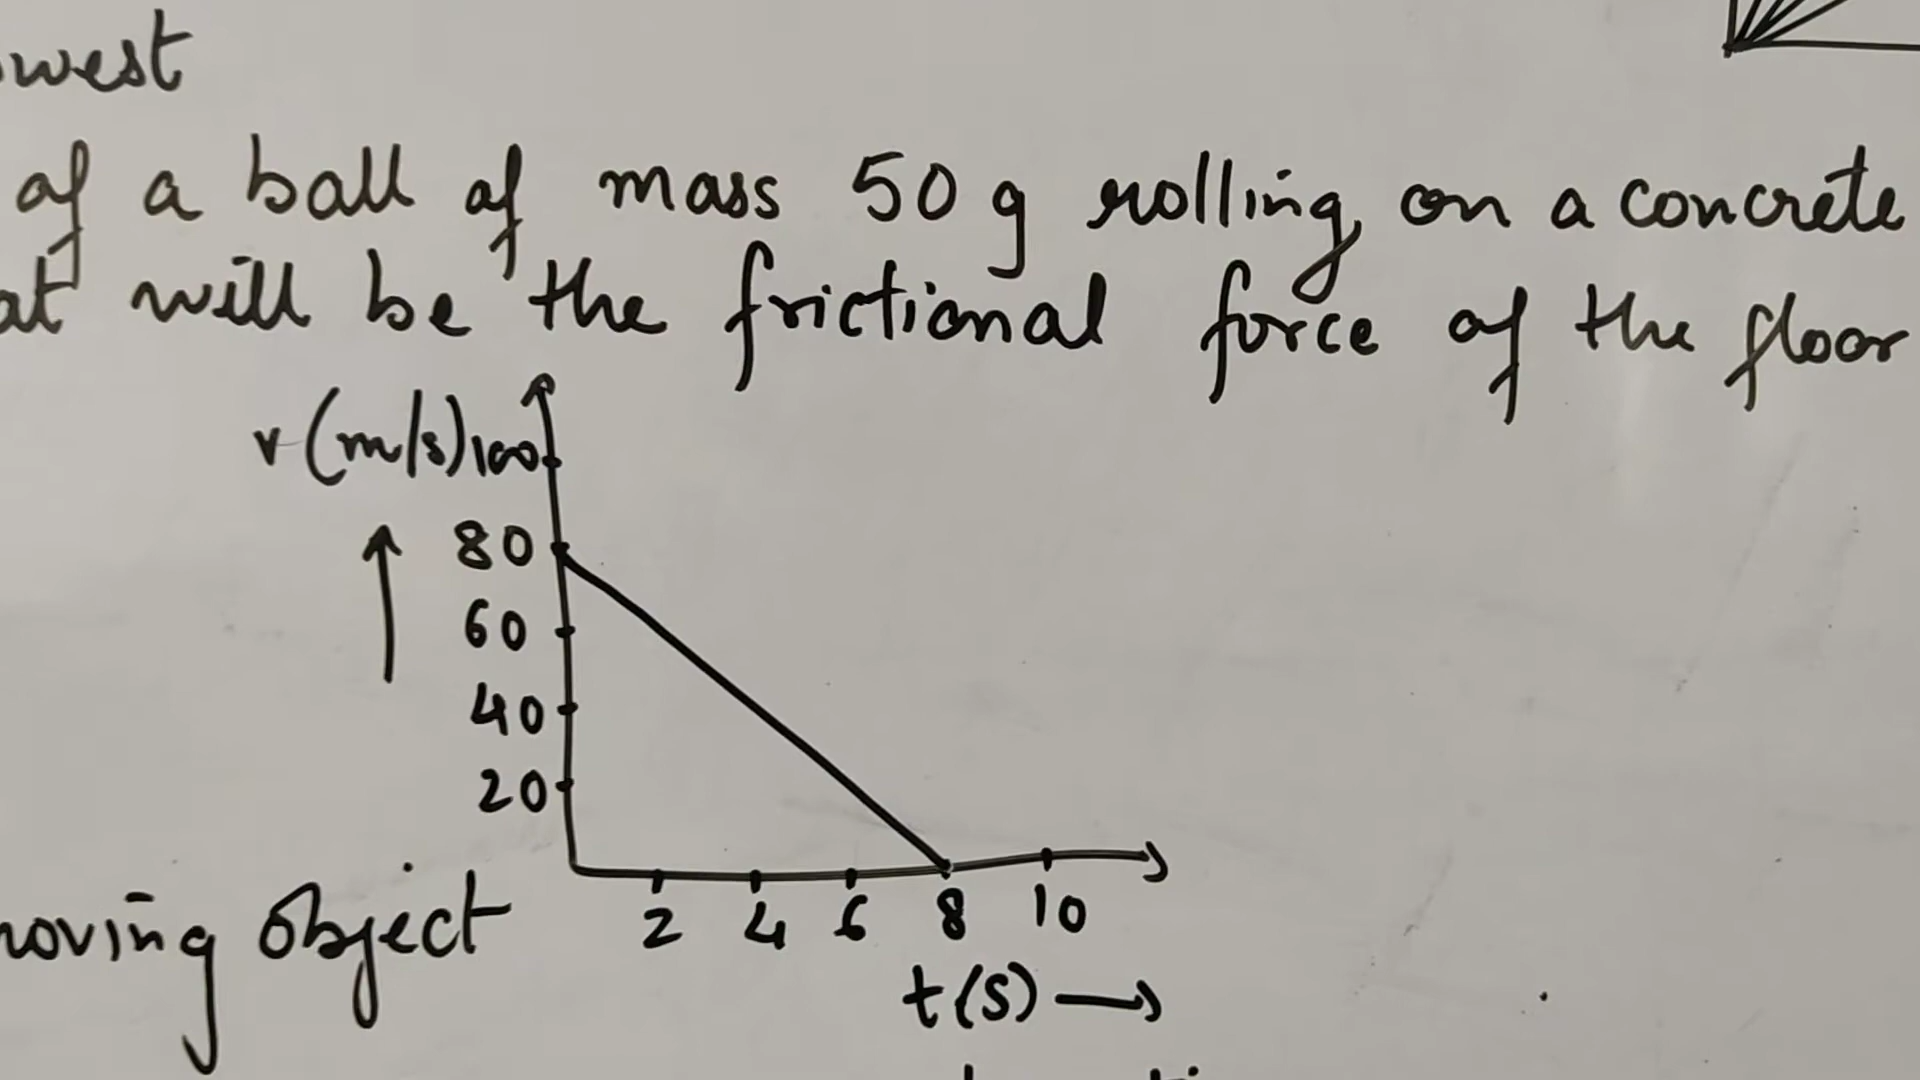 west
of a ball of mass 50 g rolling on a concrete
at will be the frictional force of the floor
v (m/s) 100
80
60
40
20
moving object
2 4 6 8 10
t(s)